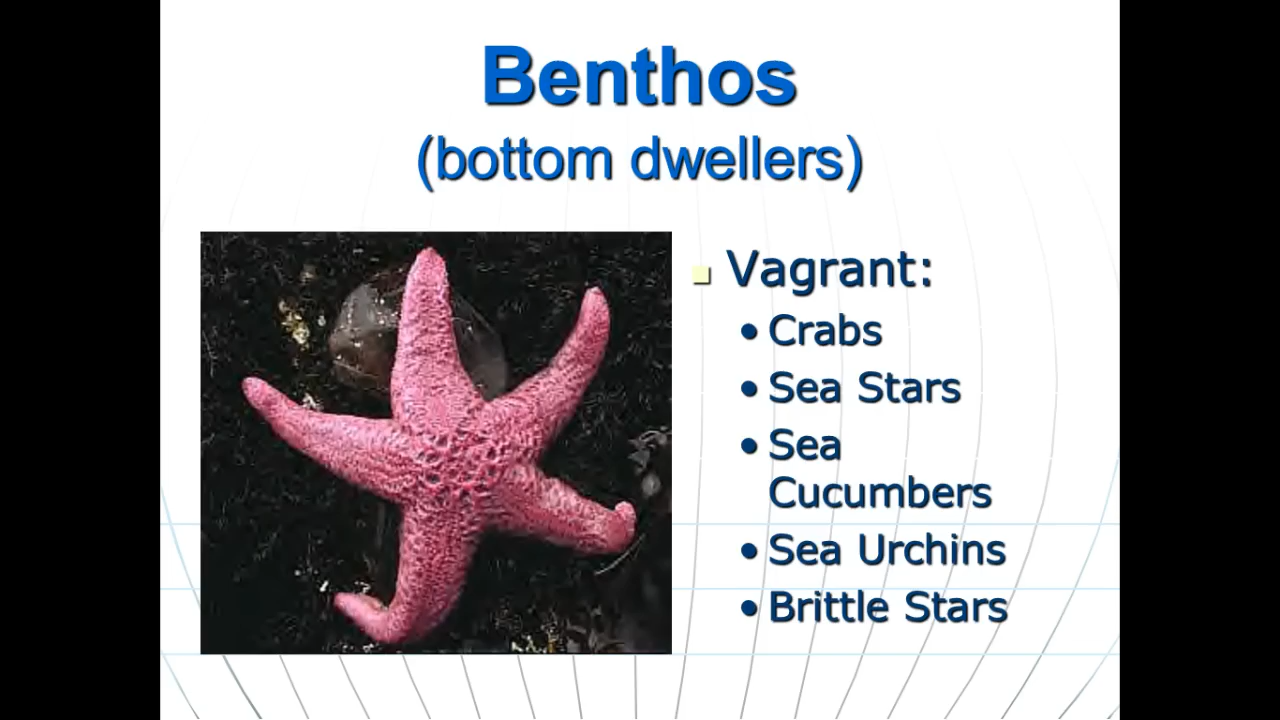 Benthos
(bottom dwellers)
Vagrant:
• Crabs
• Sea Stars
• Sea
Cucumbers
• Sea Urchins
• Brittle Stars